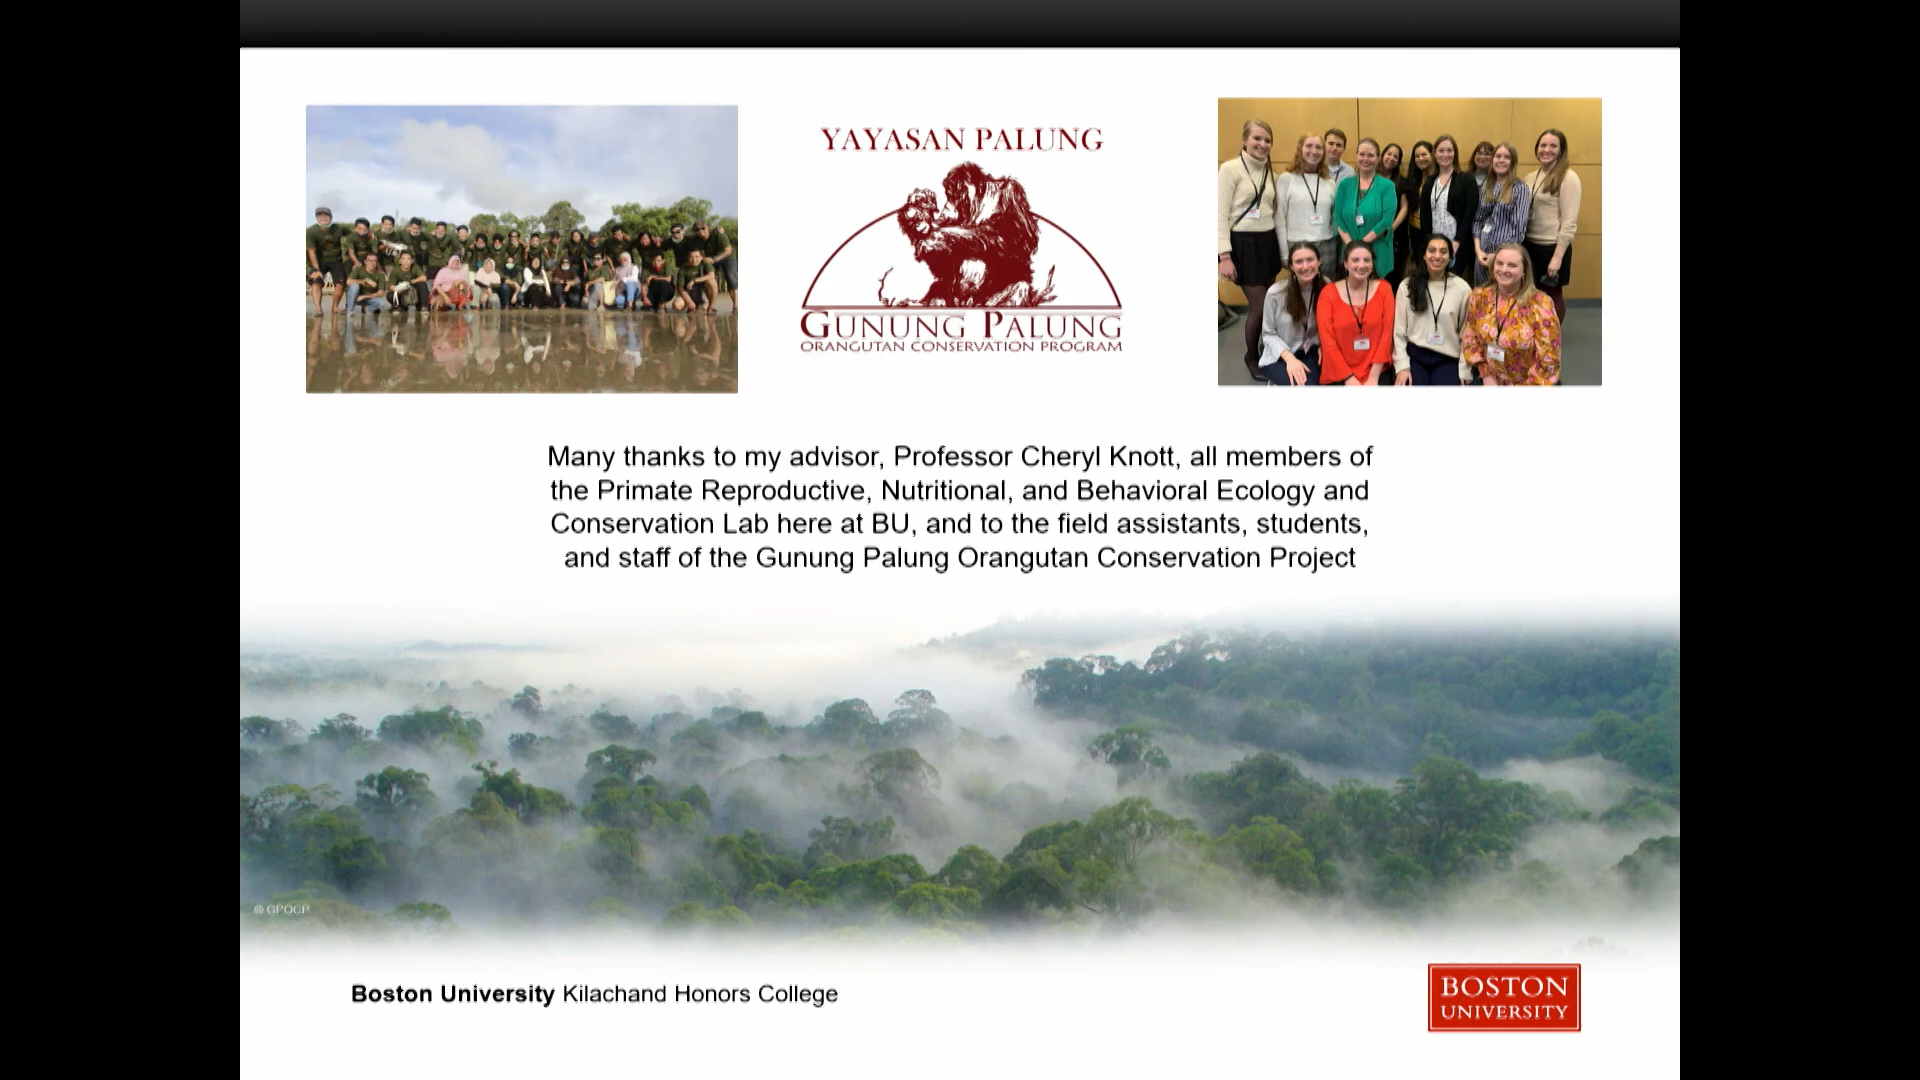 YAYASAN PALUNG
GUNUNG PALUNG
ORANGUTAN CONSERVATION PROGRAM
Many thanks to my advisor, Professor Cheryl Knott, all members of
the Primate Reproductive, Nutritional, and Behavioral Ecology and
Conservation Lab here at BU, and to the field assistants, students,
and staff of the Gunung Palung Orangutan Conservation Project
© GPOCP
Boston University Kilachand Honors College
BOSTON
UNIVERSITY